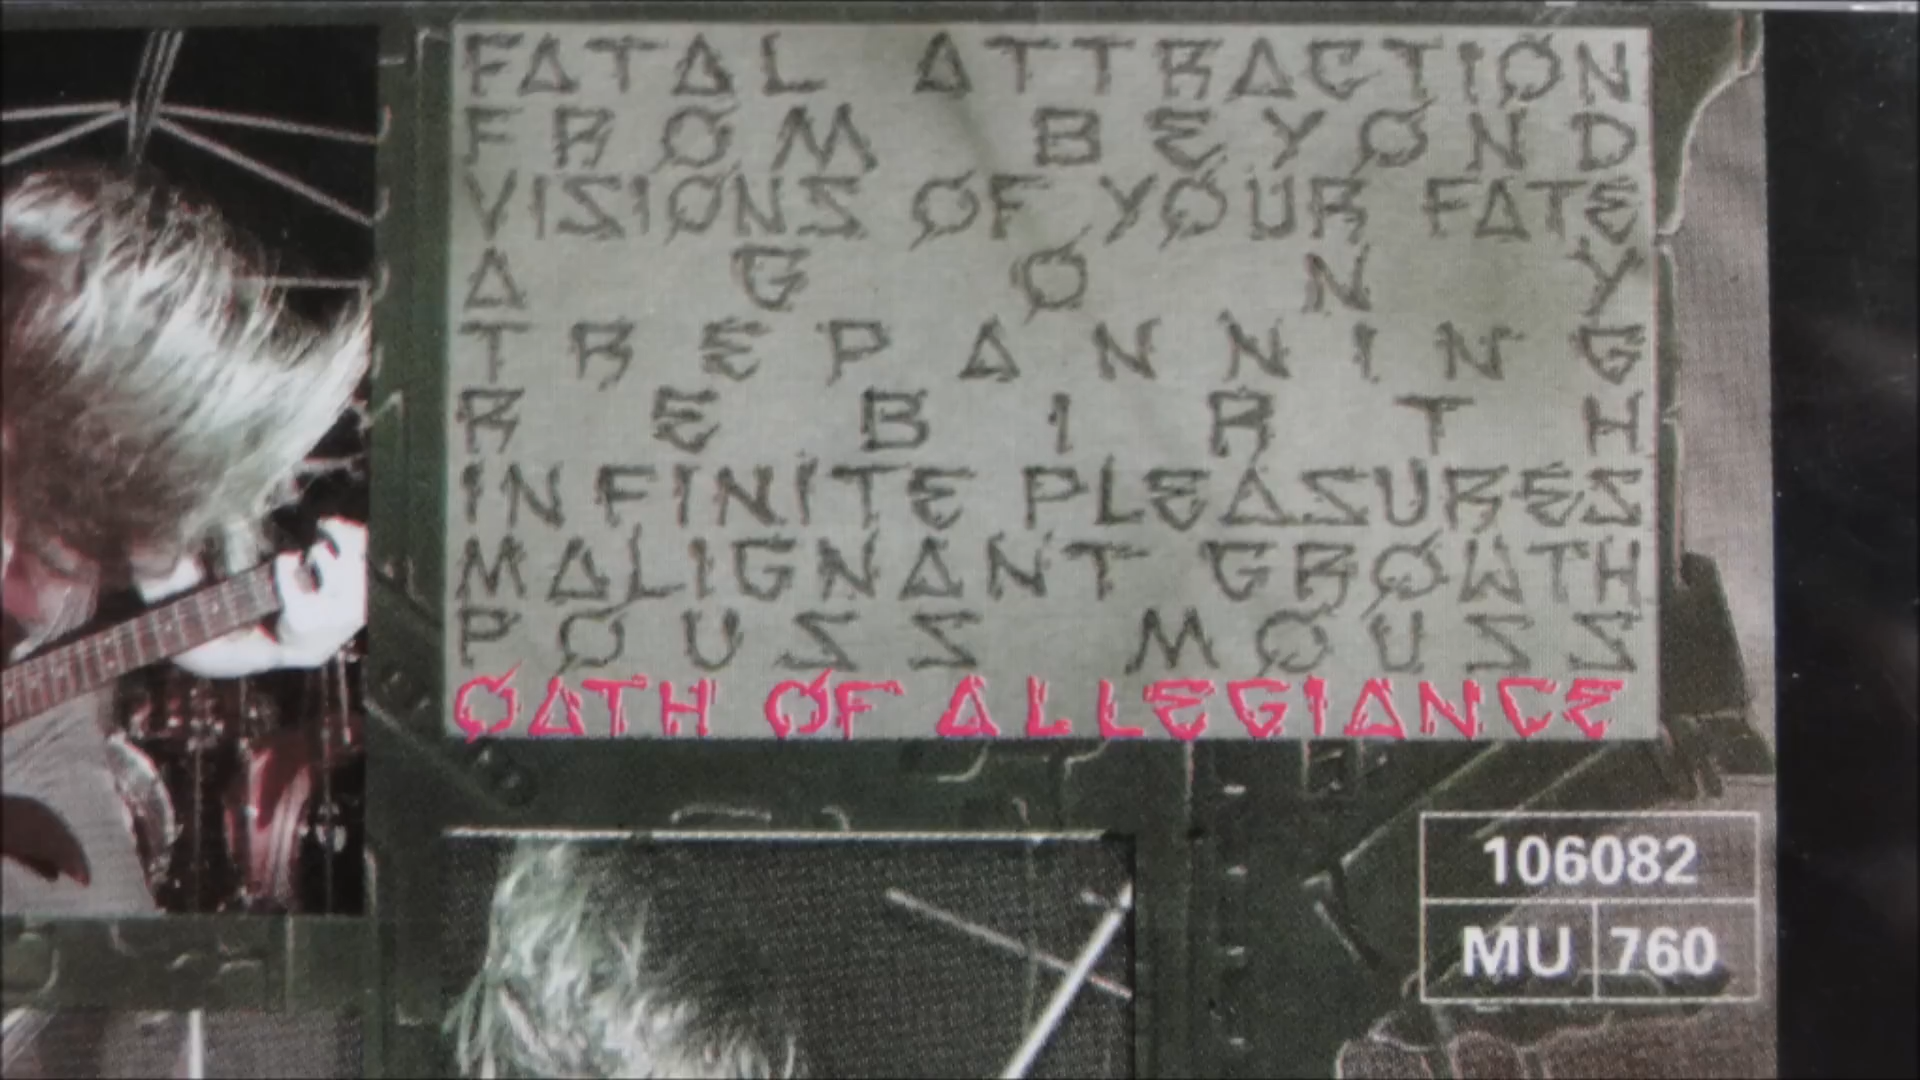 FATAL ATTRACTION
FROM BEYOND
VISIONS OF YOUR FATE
AGONY
TREPANNING
REBIRTH
INFINITE PLEASURES
MALIGNANT GROWTH
POUSS MOUSS
OATH OF ALLEGIANCE
106082
MU 760